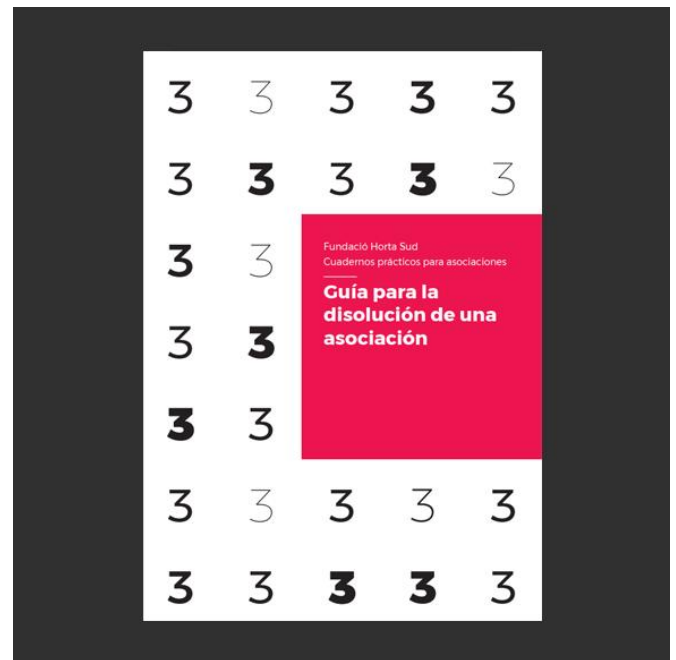 3 3 3 3 3
3 3 3 3 3
3 3
Fundació Horta Sud
Cuadernos prácticos para asociaciones
Guía para la
disolución de una
asociación
3 3
3 3
3 3 3 3 3
3 3 3 3 3